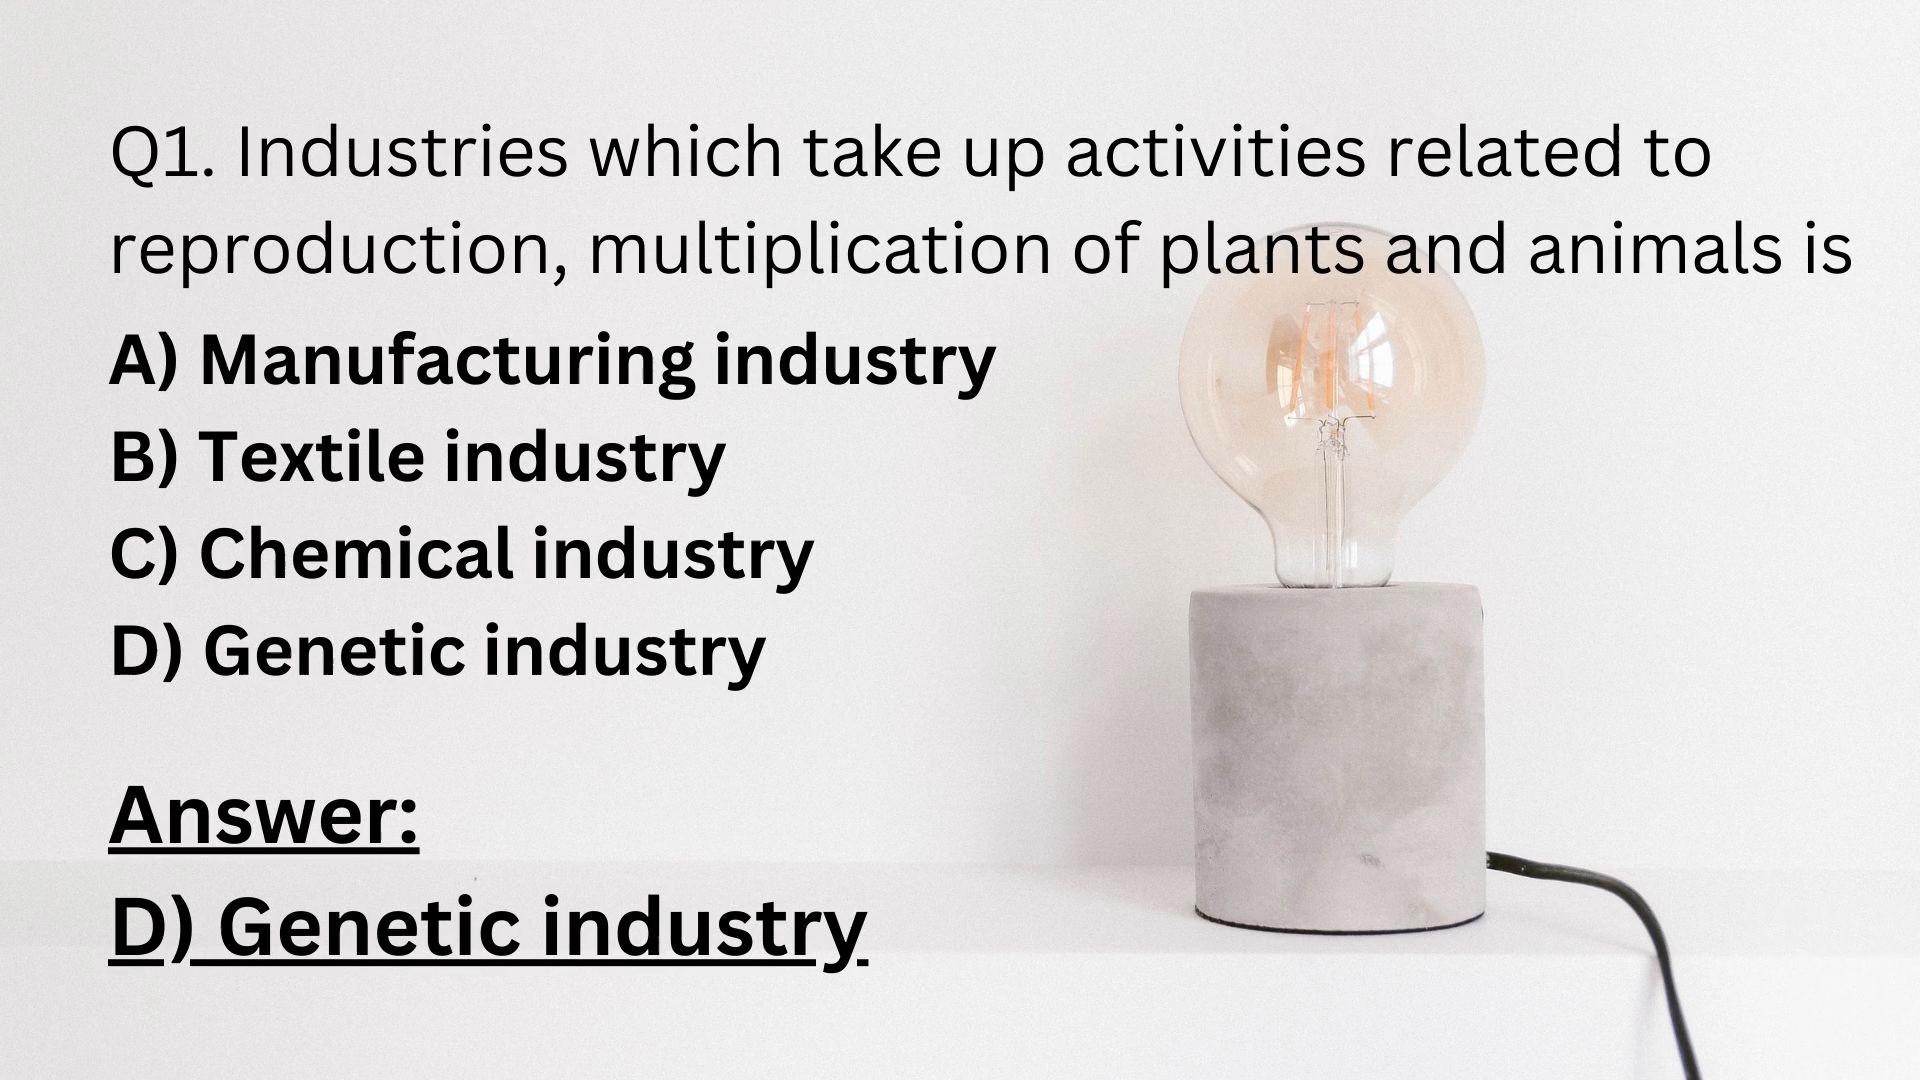 Q1. Industries which take up activities related to
reproduction, multiplication of plants and animals is
A) Manufacturing industry
B) Textile industry
C) Chemical industry
D) Genetic industry
Answer:
D) Genetic industry